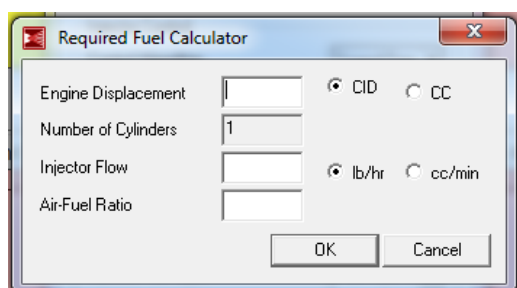 Required Fuel Calculator
Engine Displacement CID CC
Number of Cylinders 1
Injector Flow lb/hr cc/min
Air-Fuel Ratio
OK Cancel